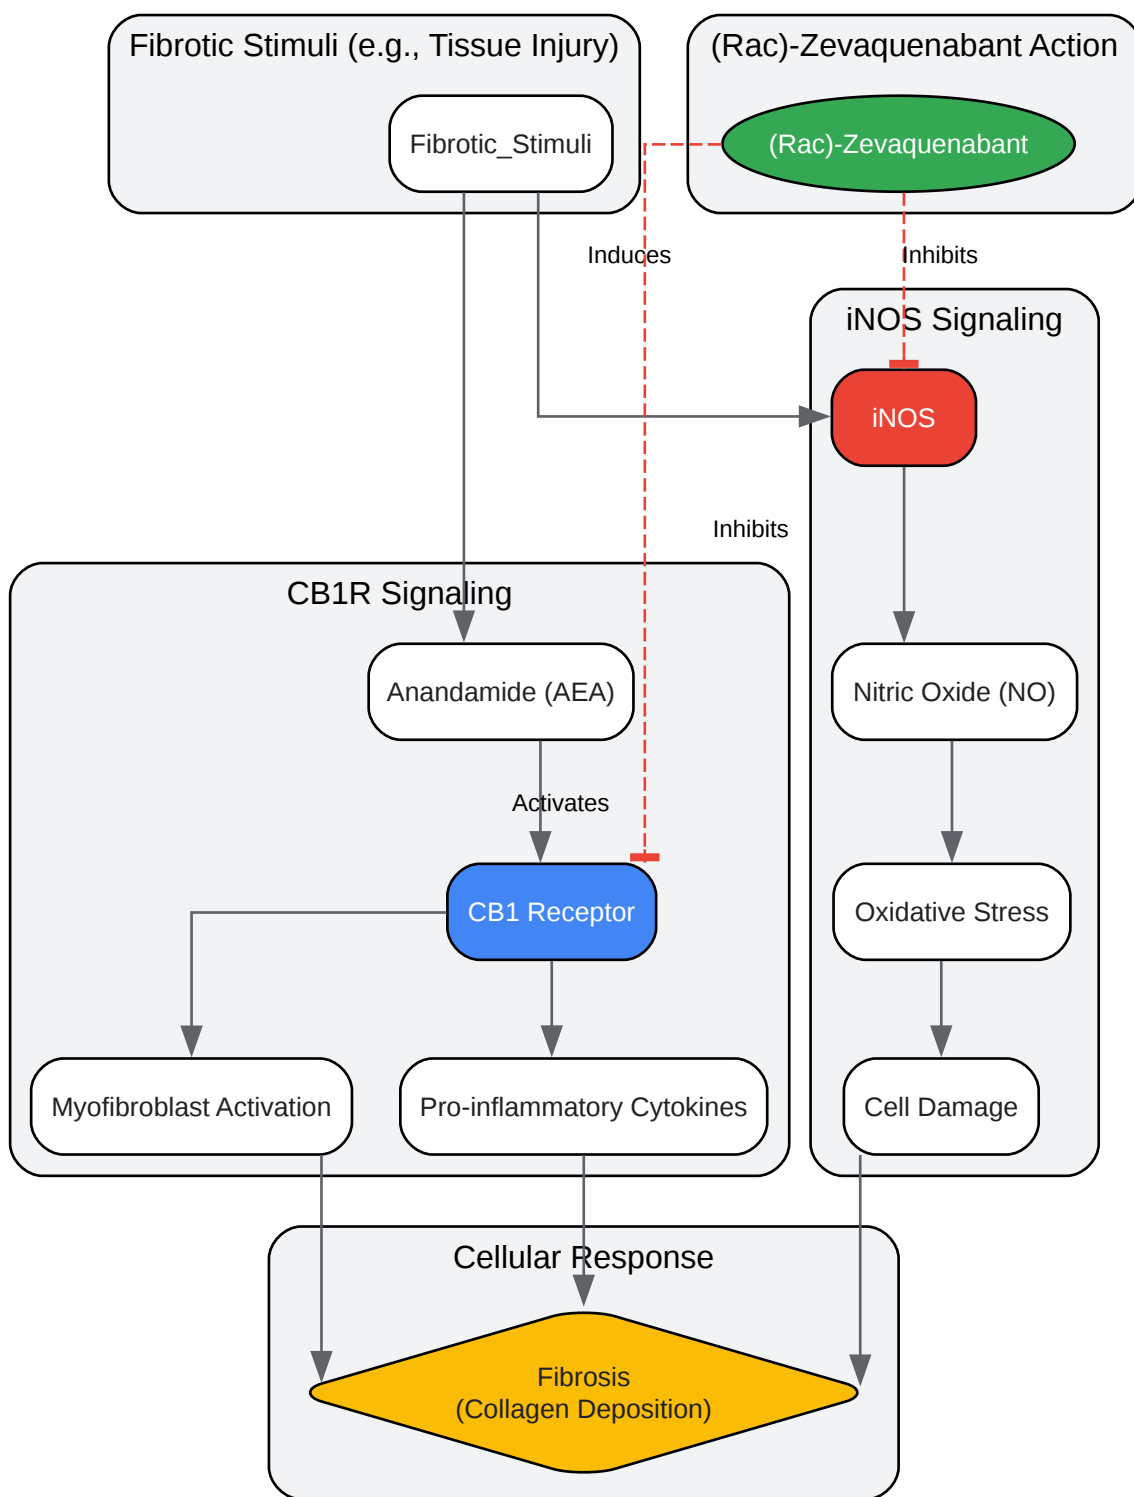 Fibrotic Stimuli (e.g., Tissue Injury)
(Rac)-Zevaquenabant Action
Fibrotic_Stimuli
(Rac)-Zevaquenabant
Induces
Inhibits
iNOS Signaling
iNOS
Inhibits
CB1R Signaling
Anandamide (AEA)
Nitric Oxide (NO)
Activates
CB1 Receptor
Oxidative Stress
Myofibroblast Activation
Pro-inflammatory Cytokines
Cell Damage
Cellular Response
Fibrosis
(Collagen Deposition)